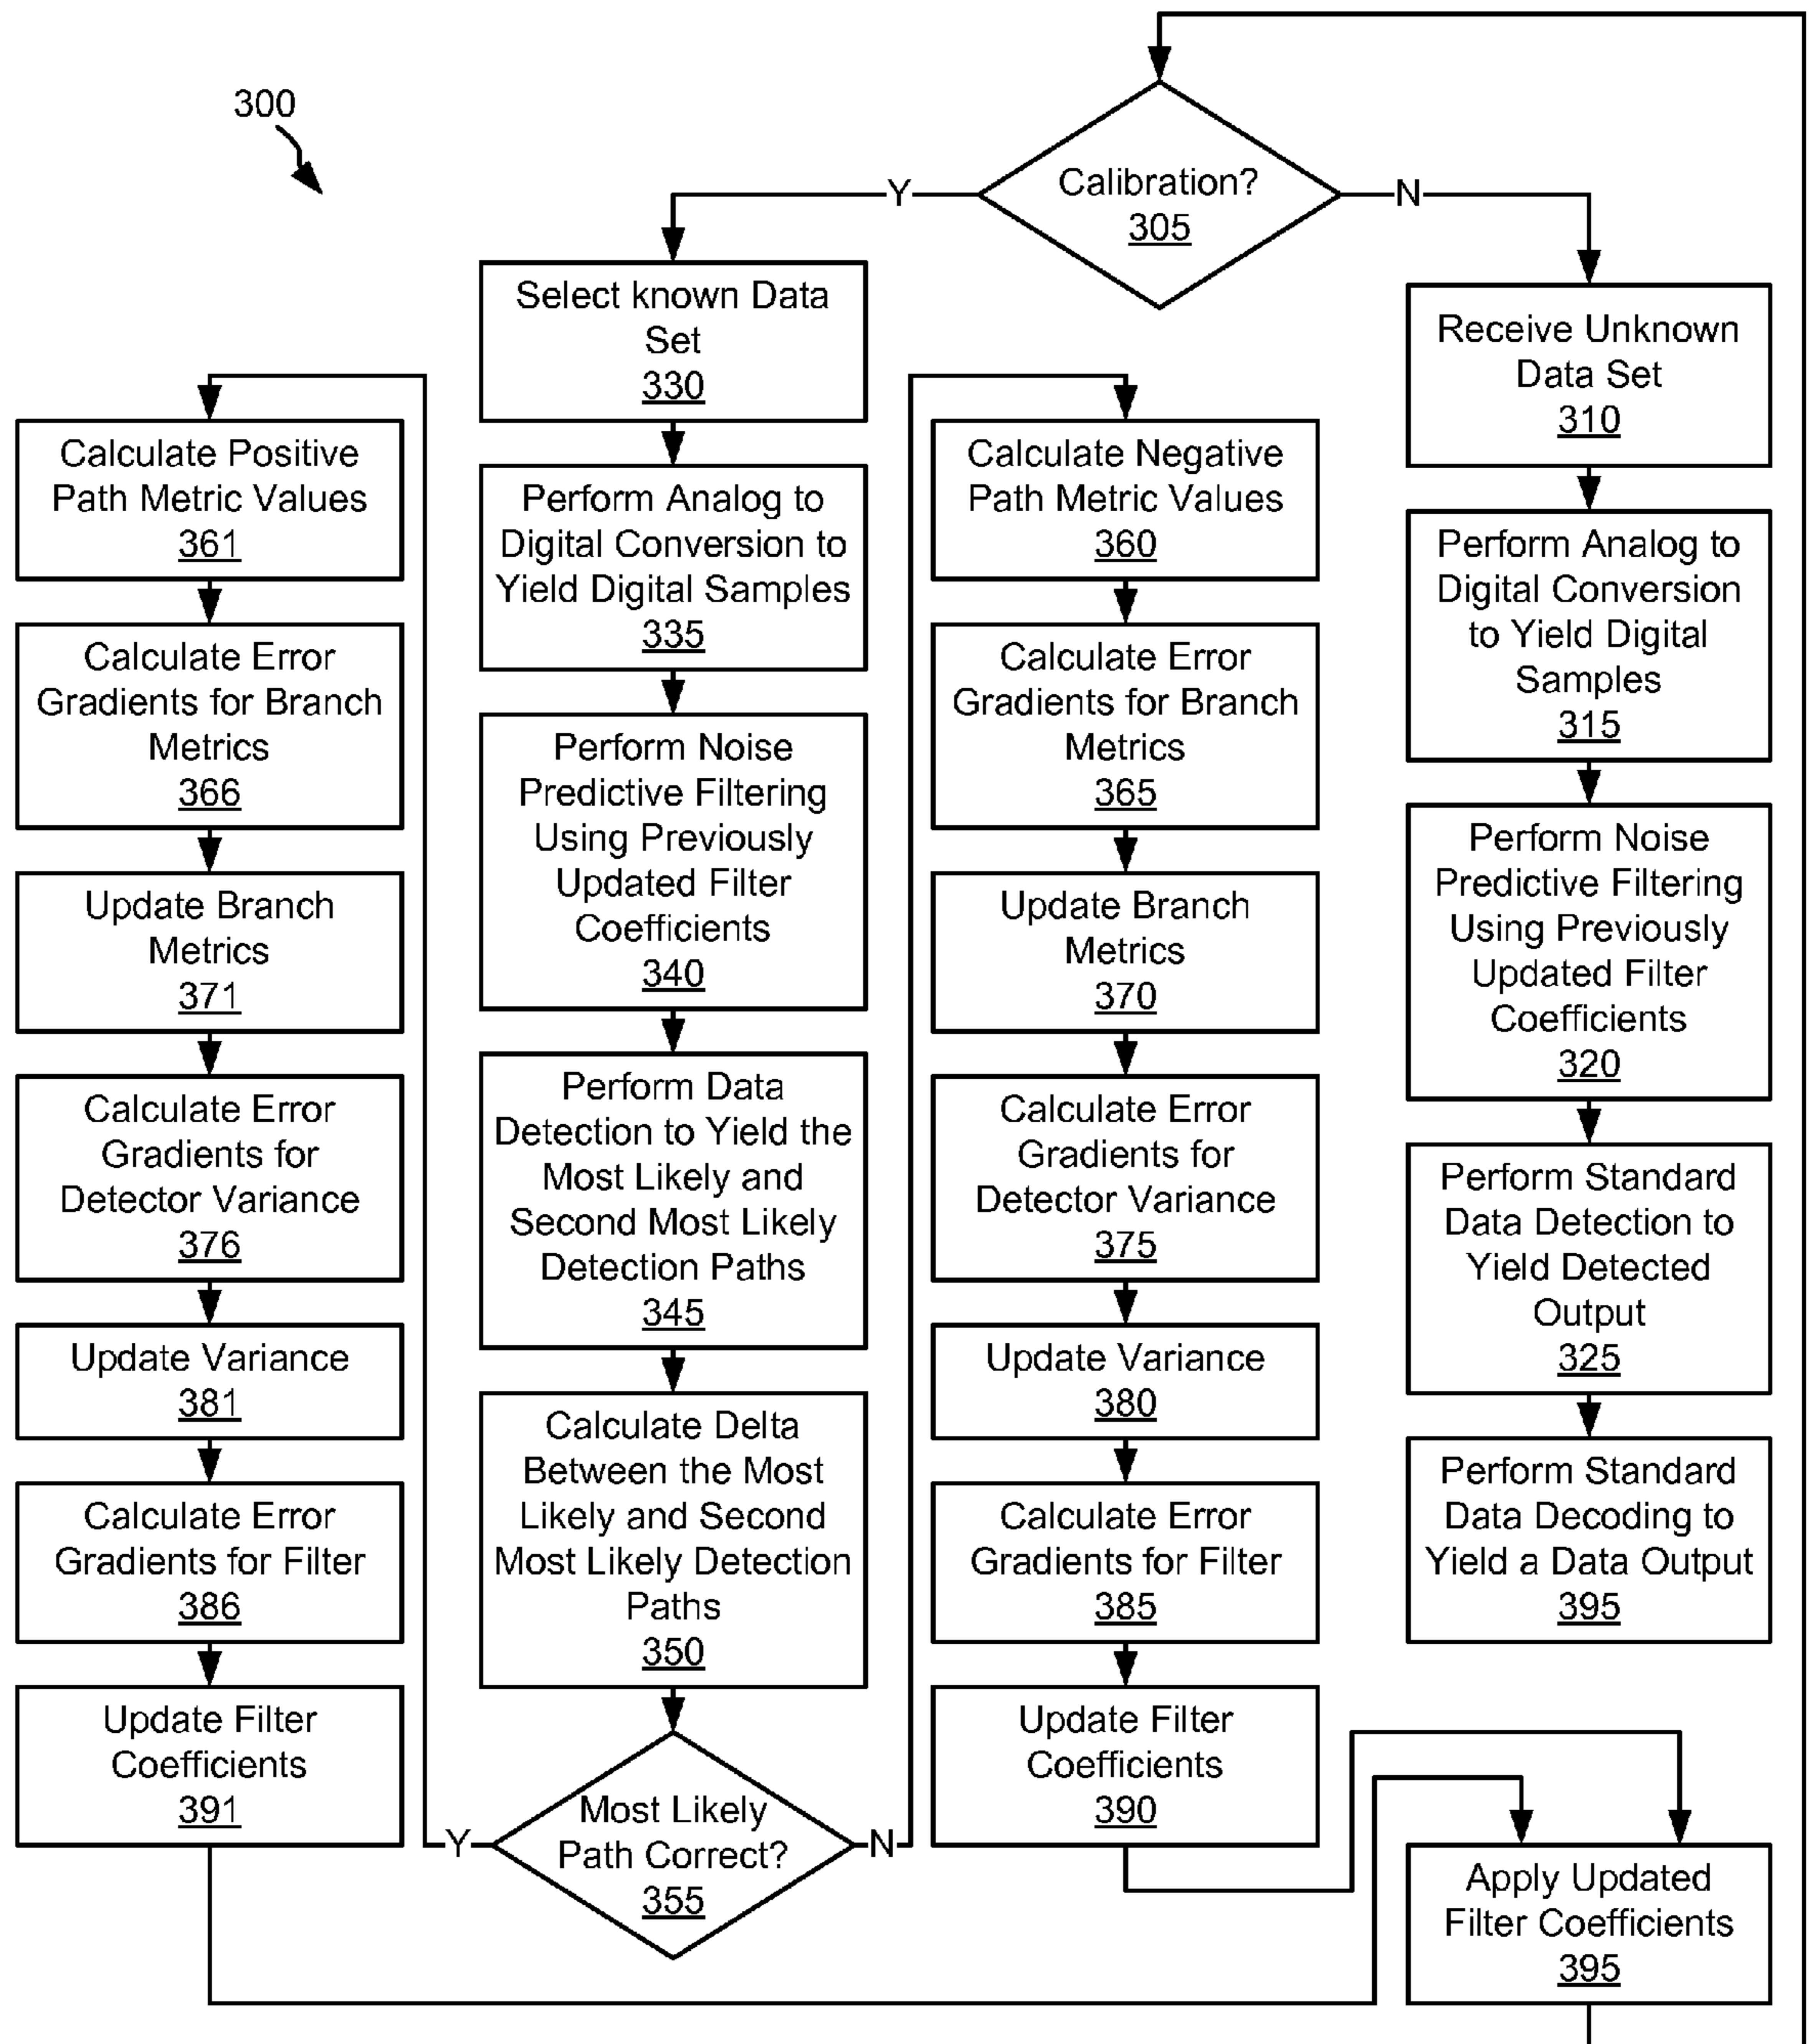 300
Calibration?
305
Y
N
Select known Data
Set
330
Perform Analog to
Digital Conversion to
Yield Digital Samples
335
Perform Noise
Predictive Filtering
Using Previously
Updated Filter
Coefficients
340
Perform Data
Detection to Yield the
Most Likely and
Second Most Likely
Detection Paths
345
Calculate Delta
Between the Most
Likely and Second
Most Likely Detection
Paths
350
Most Likely
Path Correct?
355
Y
N
Calculate Positive
Path Metric Values
361
Calculate Error
Gradients for Branch
Metrics
366
Update Branch
Metrics
371
Calculate Error
Gradients for
Detector Variance
376
Update Variance
381
Calculate Error
Gradients for Filter
386
Update Filter
Coefficients
391
Calculate Negative
Path Metric Values
360
Calculate Error
Gradients for Branch
Metrics
365
Update Branch
Metrics
370
Calculate Error
Gradients for
Detector Variance
375
Update Variance
380
Calculate Error
Gradients for Filter
385
Update Filter
Coefficients
390
Receive Unknown
Data Set
310
Perform Analog to
Digital Conversion
to Yield Digital
Samples
315
Perform Noise
Predictive Filtering
Using Previously
Updated Filter
Coefficients
320
Perform Standard
Data Detection to
Yield Detected
Output
325
Perform Standard
Data Decoding to
Yield a Data Output
395
Apply Updated
Filter Coefficients
395